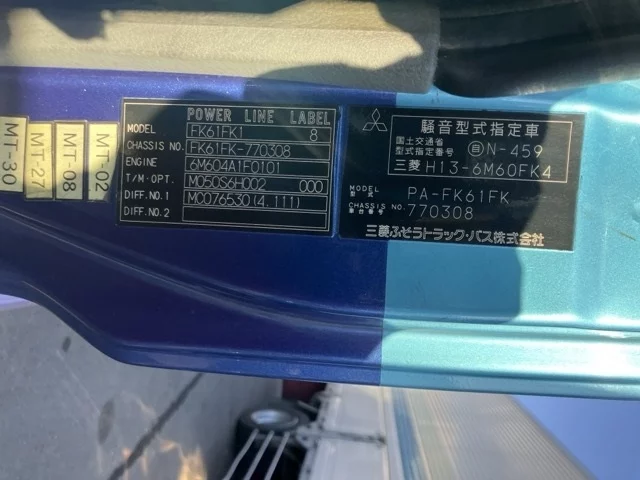 POWER LINE LABEL
MODEL FK61FK1 8
CHASSIS NO. FK61FK-770308
ENGINE 6M604A1F0101
T/M・OPT. M050S6H002 000
DIFF.NO.1 MC076530(4.111)
DIFF.NO.2
騒音型式指定車
国土交通省
型式指定番号 自N-459
三菱 H13-6M60FK4
MODEL PA-FK61FK
CHASSIS NO.
車台番号 770308
三菱ふそうトラック・バス株式会社
MT-30
MT-27
MT-08
MT-02